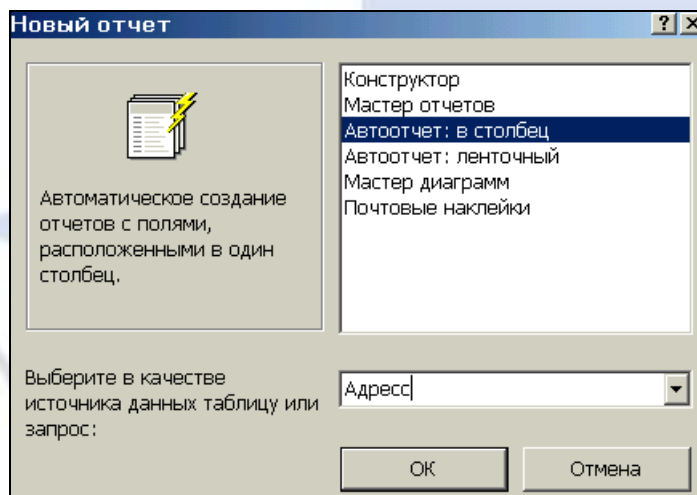 Новый отчет
Конструктор
Мастер отчетов
Автоотчет: в столбец
Автоотчет: ленточный
Мастер диаграмм
Почтовые наклейки
Автоматическое создание
отчетов с полями,
расположенными в один
столбец.
Выберите в качестве
источника данных таблицу или
запрос:
Адресс
ОК
Отмена